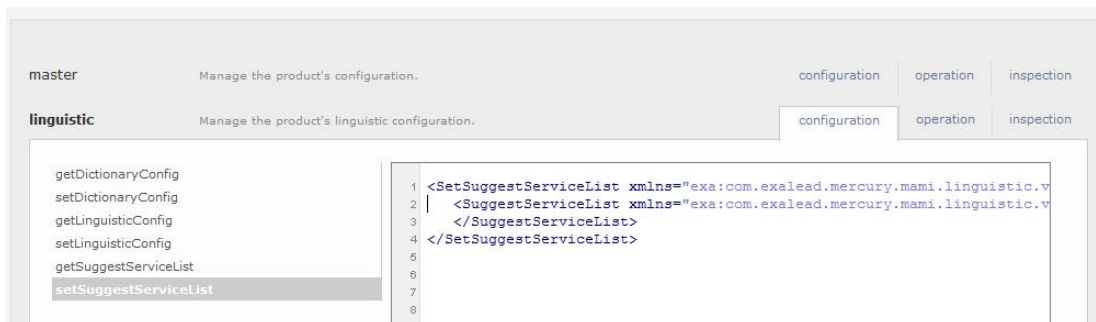 master Manage the product's configuration. configuration operation inspection
linguistic Manage the product's linguistic configuration. configuration operation inspection
getDictionaryConfig
setDictionaryConfig
getLinguisticConfig
setLinguisticConfig
getSuggestServiceList
setSuggestServiceList
1 <SetSuggestServiceList xmlns="exa:com.exalead.mercury.mami.linguistic.v
2 <SuggestServiceList xmlns="exa:com.exalead.mercury.mami.linguistic.v
3 </SuggestServiceList>
4 </SetSuggestServiceList>
5
6
7
8